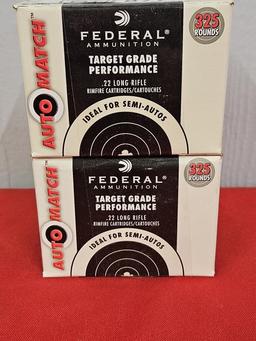 AUTOMATCH
FEDERAL®
AMMUNITION
TARGET GRADE
PERFORMANCE
.22 LONG RIFLE
RIMFIRE CARTRIDGES/CARTOUCHES
IDEAL FOR SEMI-AUTOS
325
ROUNDS
AUTOMATCH
FEDERAL®
AMMUNITION
TARGET GRADE
PERFORMANCE
.22 LONG RIFLE
RIMFIRE CARTRIDGES/CARTOUCHES
IDEAL FOR SEMI-AUTOS
325
ROUNDS